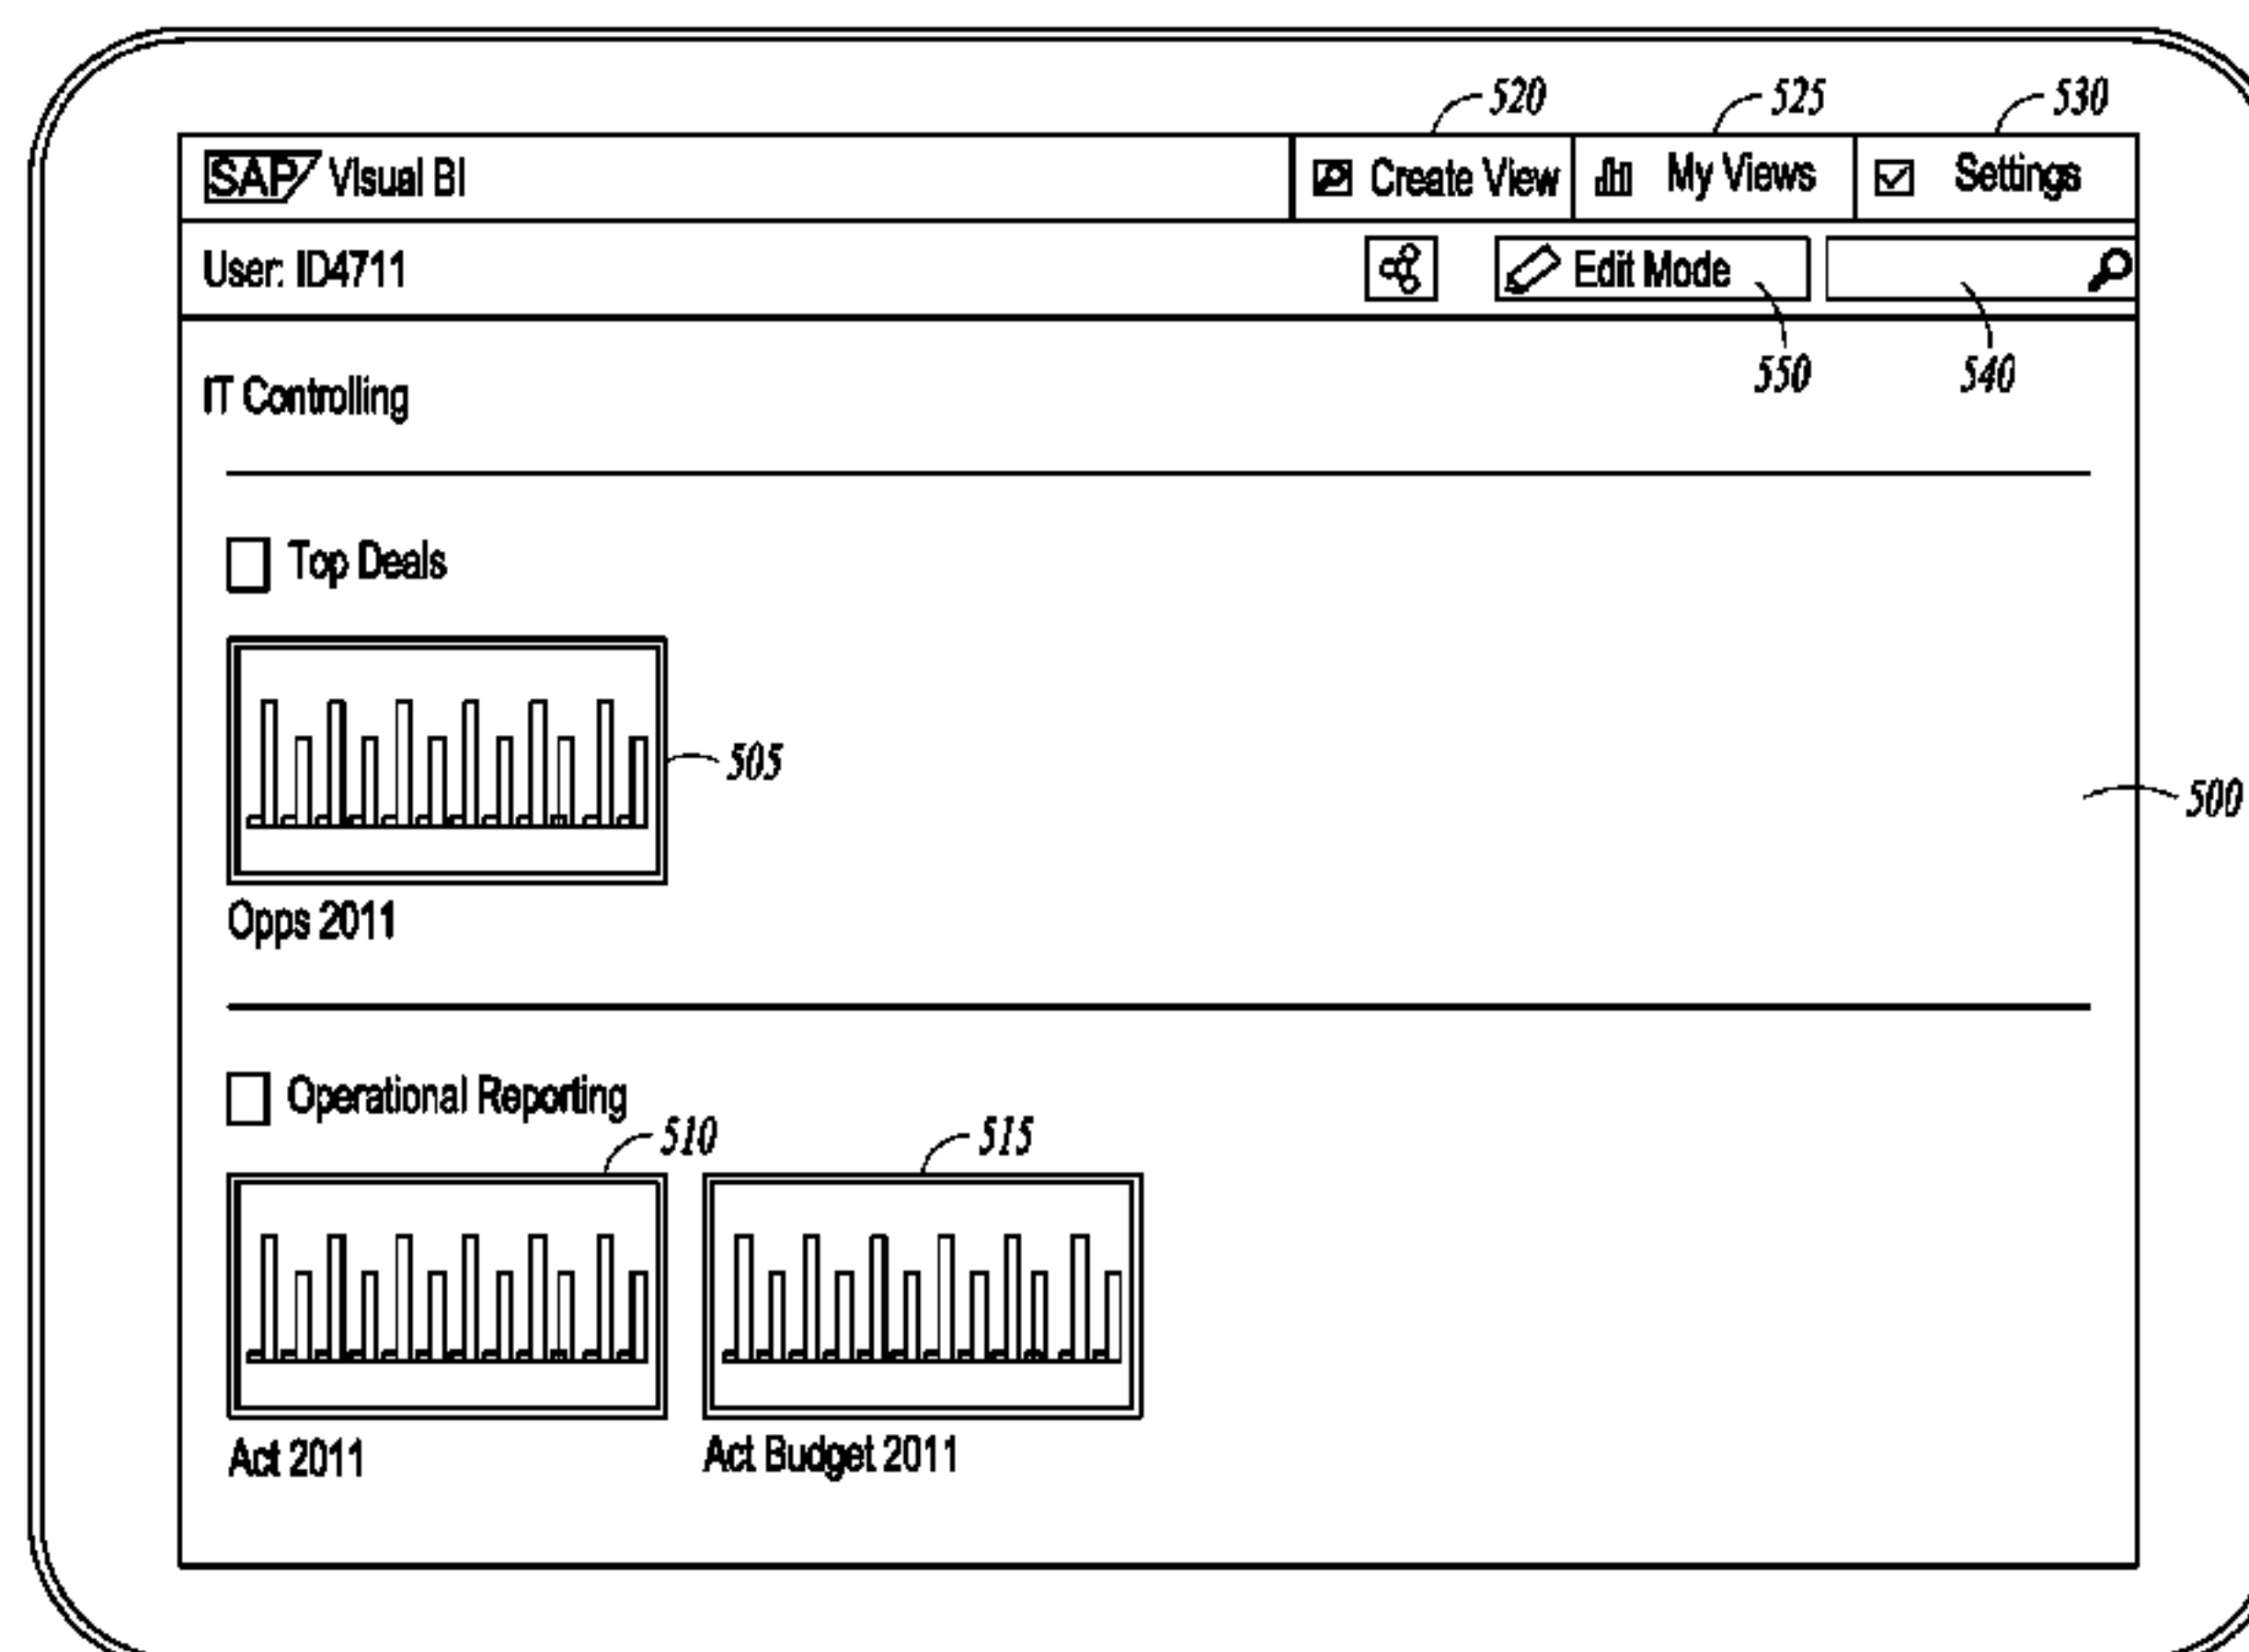 520 525 530
SAP Visual BI Create View My Views Settings
User: ID4711 Edit Mode
550 540
IT Controlling
Top Deals
505
500
Opps 2011
Operational Reporting
510 515
Act 2011 Act Budget 2011